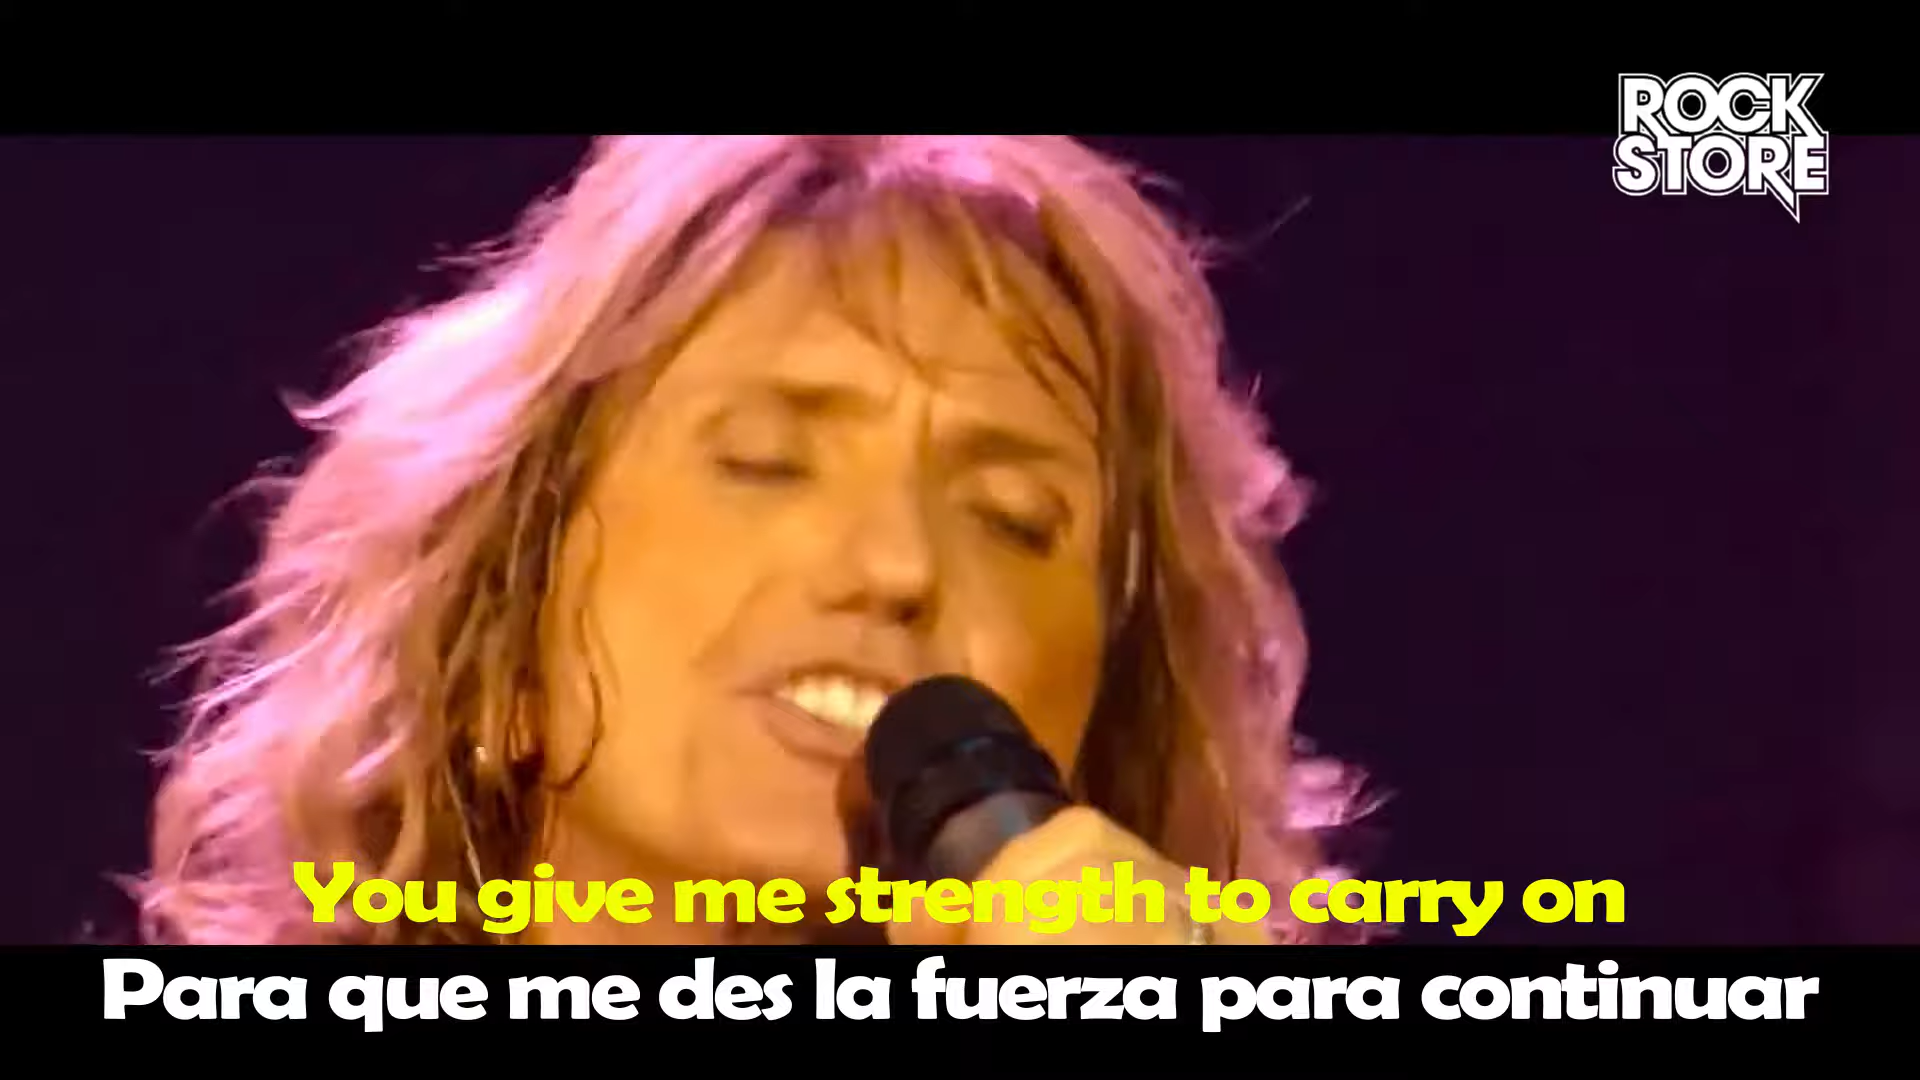 ROCK
STORE
You give me strength to carry on
Para que me des la fuerza para continuar